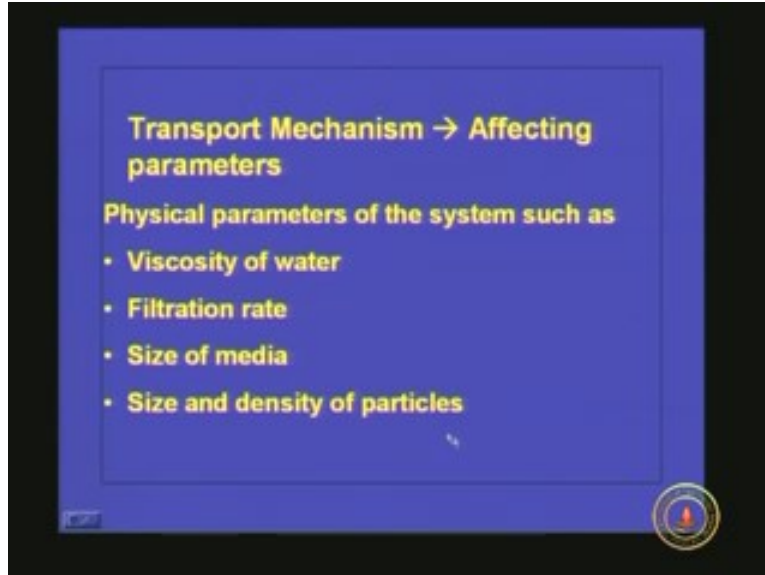 Transport Mechanism → Affecting
parameters
Physical parameters of the system such as
• Viscosity of water
• Filtration rate
• Size of media
• Size and density of particles